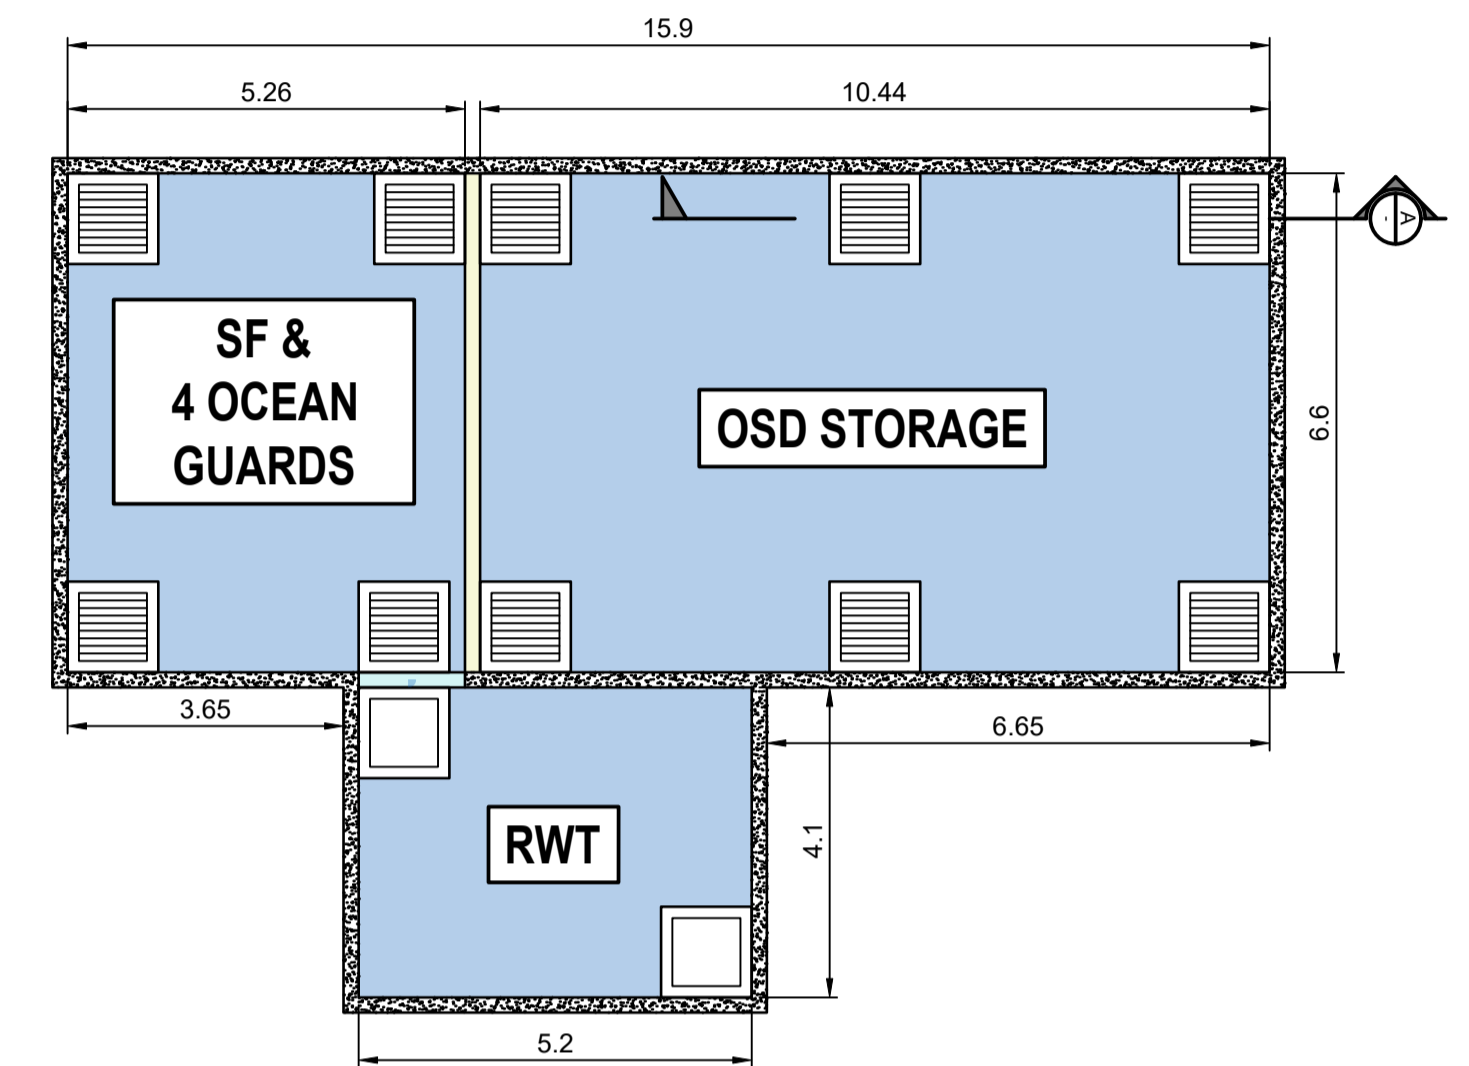 15.9
5.26
10.44
A
-
SF &
4 OCEAN
GUARDS
OSD STORAGE
6.6
3.65
6.65
RWT
4.1
5.2